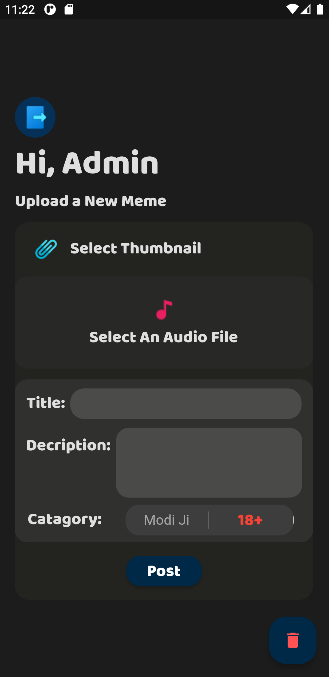 11:22
Hi, Admin
Upload a New Meme
Select Thumbnail
Select An Audio File
Title:
Decription:
Catagory: Modi Ji 18+
Post